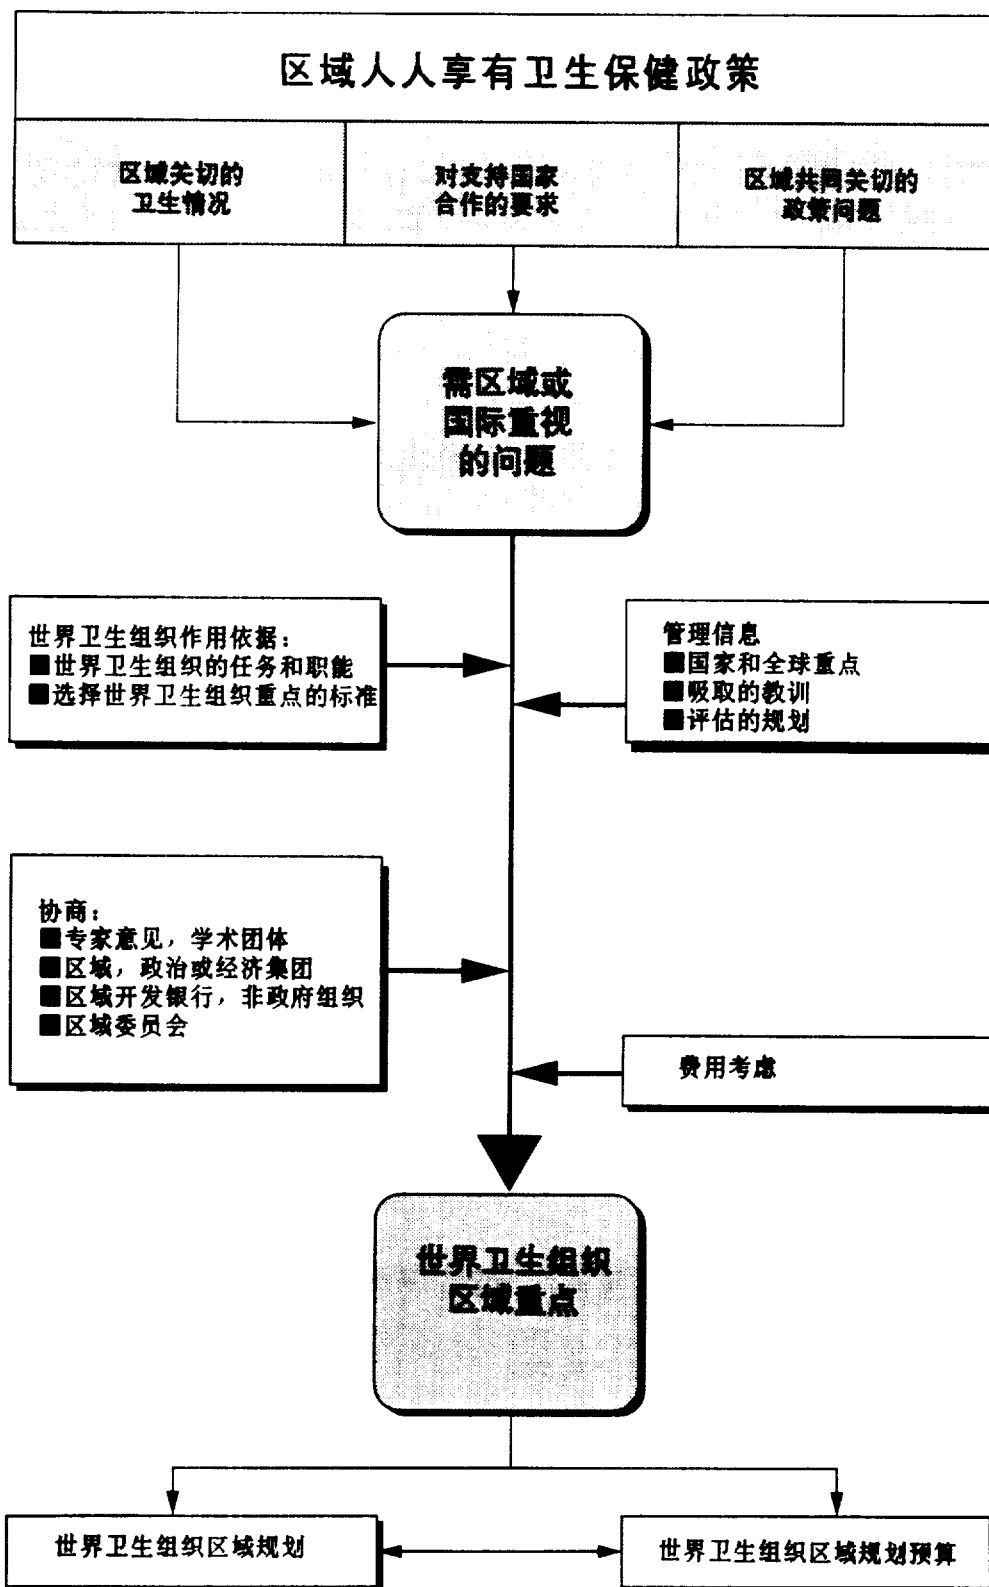 区域人人享有卫生保健政策
区域关切的
卫生情况
对支持国家
合作的要求
区域共同关切的
政策问题
需区域或
国际重视
的问题
世界卫生组织作用依据：
■世界卫生组织的任务和职能
■选择世界卫生组织重点的标准
管理信息
■国家和全球重点
■吸取的教训
■评估的规划
协商：
■专家意见，学术团体
■区域，政治或经济集团
■区域开发银行，非政府组织
■区域委员会
费用考虑
世界卫生组织
区域重点
世界卫生组织区域规划
世界卫生组织区域规划预算